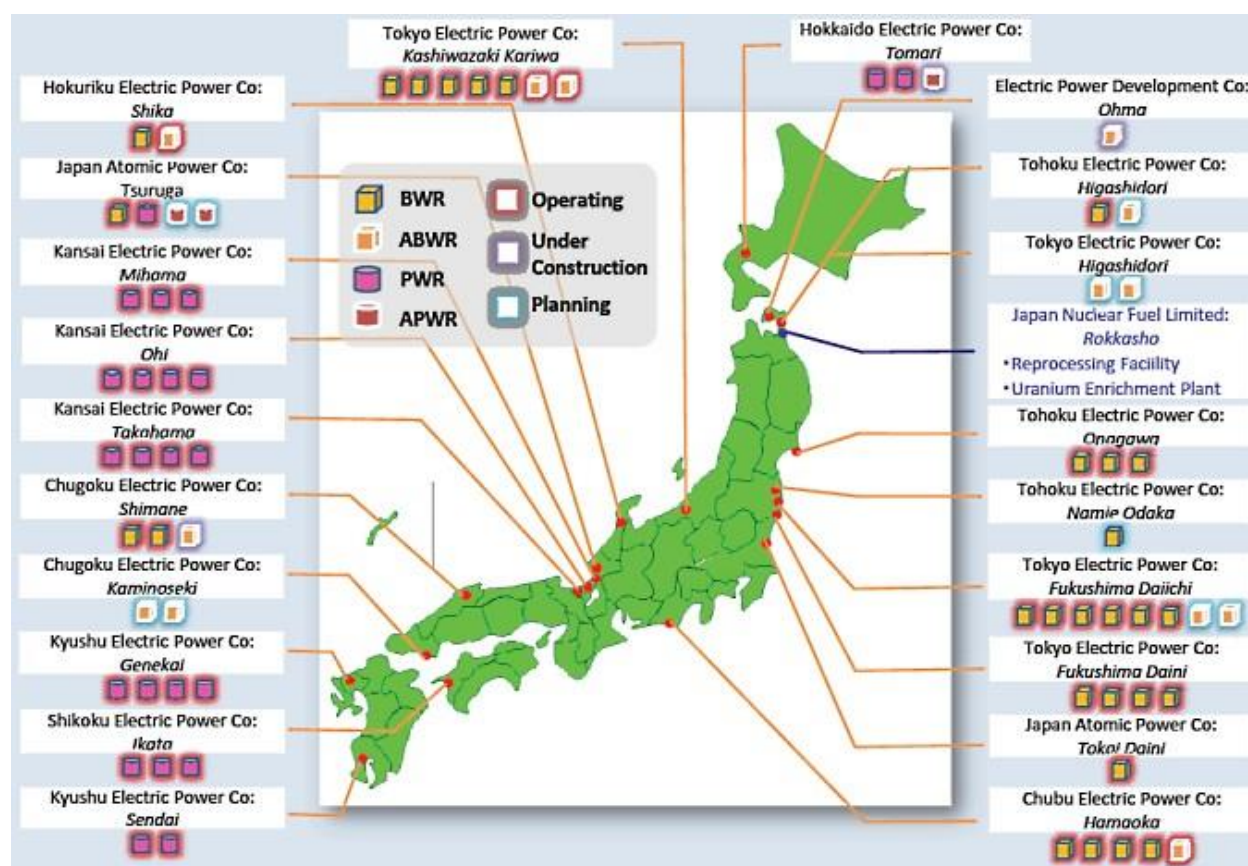 Tokyo Electric Power Co:
Kashiwazaki Kariwa
Hokkaido Electric Power Co:
Tomari
Hokuriku Electric Power Co:
Shika
Japan Atomic Power Co:
Tsuruga
Kansai Electric Power Co:
Mihama
Kansai Electric Power Co:
Ohi
Kansai Electric Power Co:
Takahama
Chugoku Electric Power Co:
Shimane
Chugoku Electric Power Co:
Kaminoseki
Kyushu Electric Power Co:
Genekai
Shikoku Electric Power Co:
Ikata
Kyushu Electric Power Co:
Sendai
BWR
ABWR
PWR
APWR
Operating
Under
Construction
Planning
Electric Power Development Co:
Ohma
Tohoku Electric Power Co:
Higashidori
Tokyo Electric Power Co:
Higashidori
Japan Nuclear Fuel Limited:
Rokkasho
•Reprocessing Faciility
•Uranium Enrichment Plant
Tohoku Electric Power Co:
Onagawa
Tohoku Electric Power Co:
Namie Odaka
Tokyo Electric Power Co:
Fukushima Daiichi
Tokyo Electric Power Co:
Fukushima Daini
Japan Atomic Power Co:
Tokai Daini
Chubu Electric Power Co:
Hamaoka